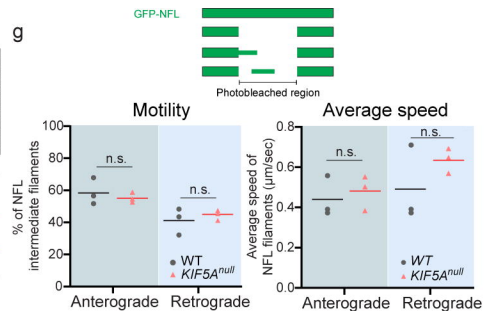 g
GFP-NFL
Photobleached region
Motility
% of NFL
intermediate filaments
100
80
60
40
20
0
n.s.
n.s.
WT
KIF5A^null
Anterograde
Retrograde
Average speed
Average speed of
NFL filaments (μm/sec)
0.8
0.6
0.4
0.2
0.0
n.s.
n.s.
WT
KIF5A^null
Anterograde
Retrograde